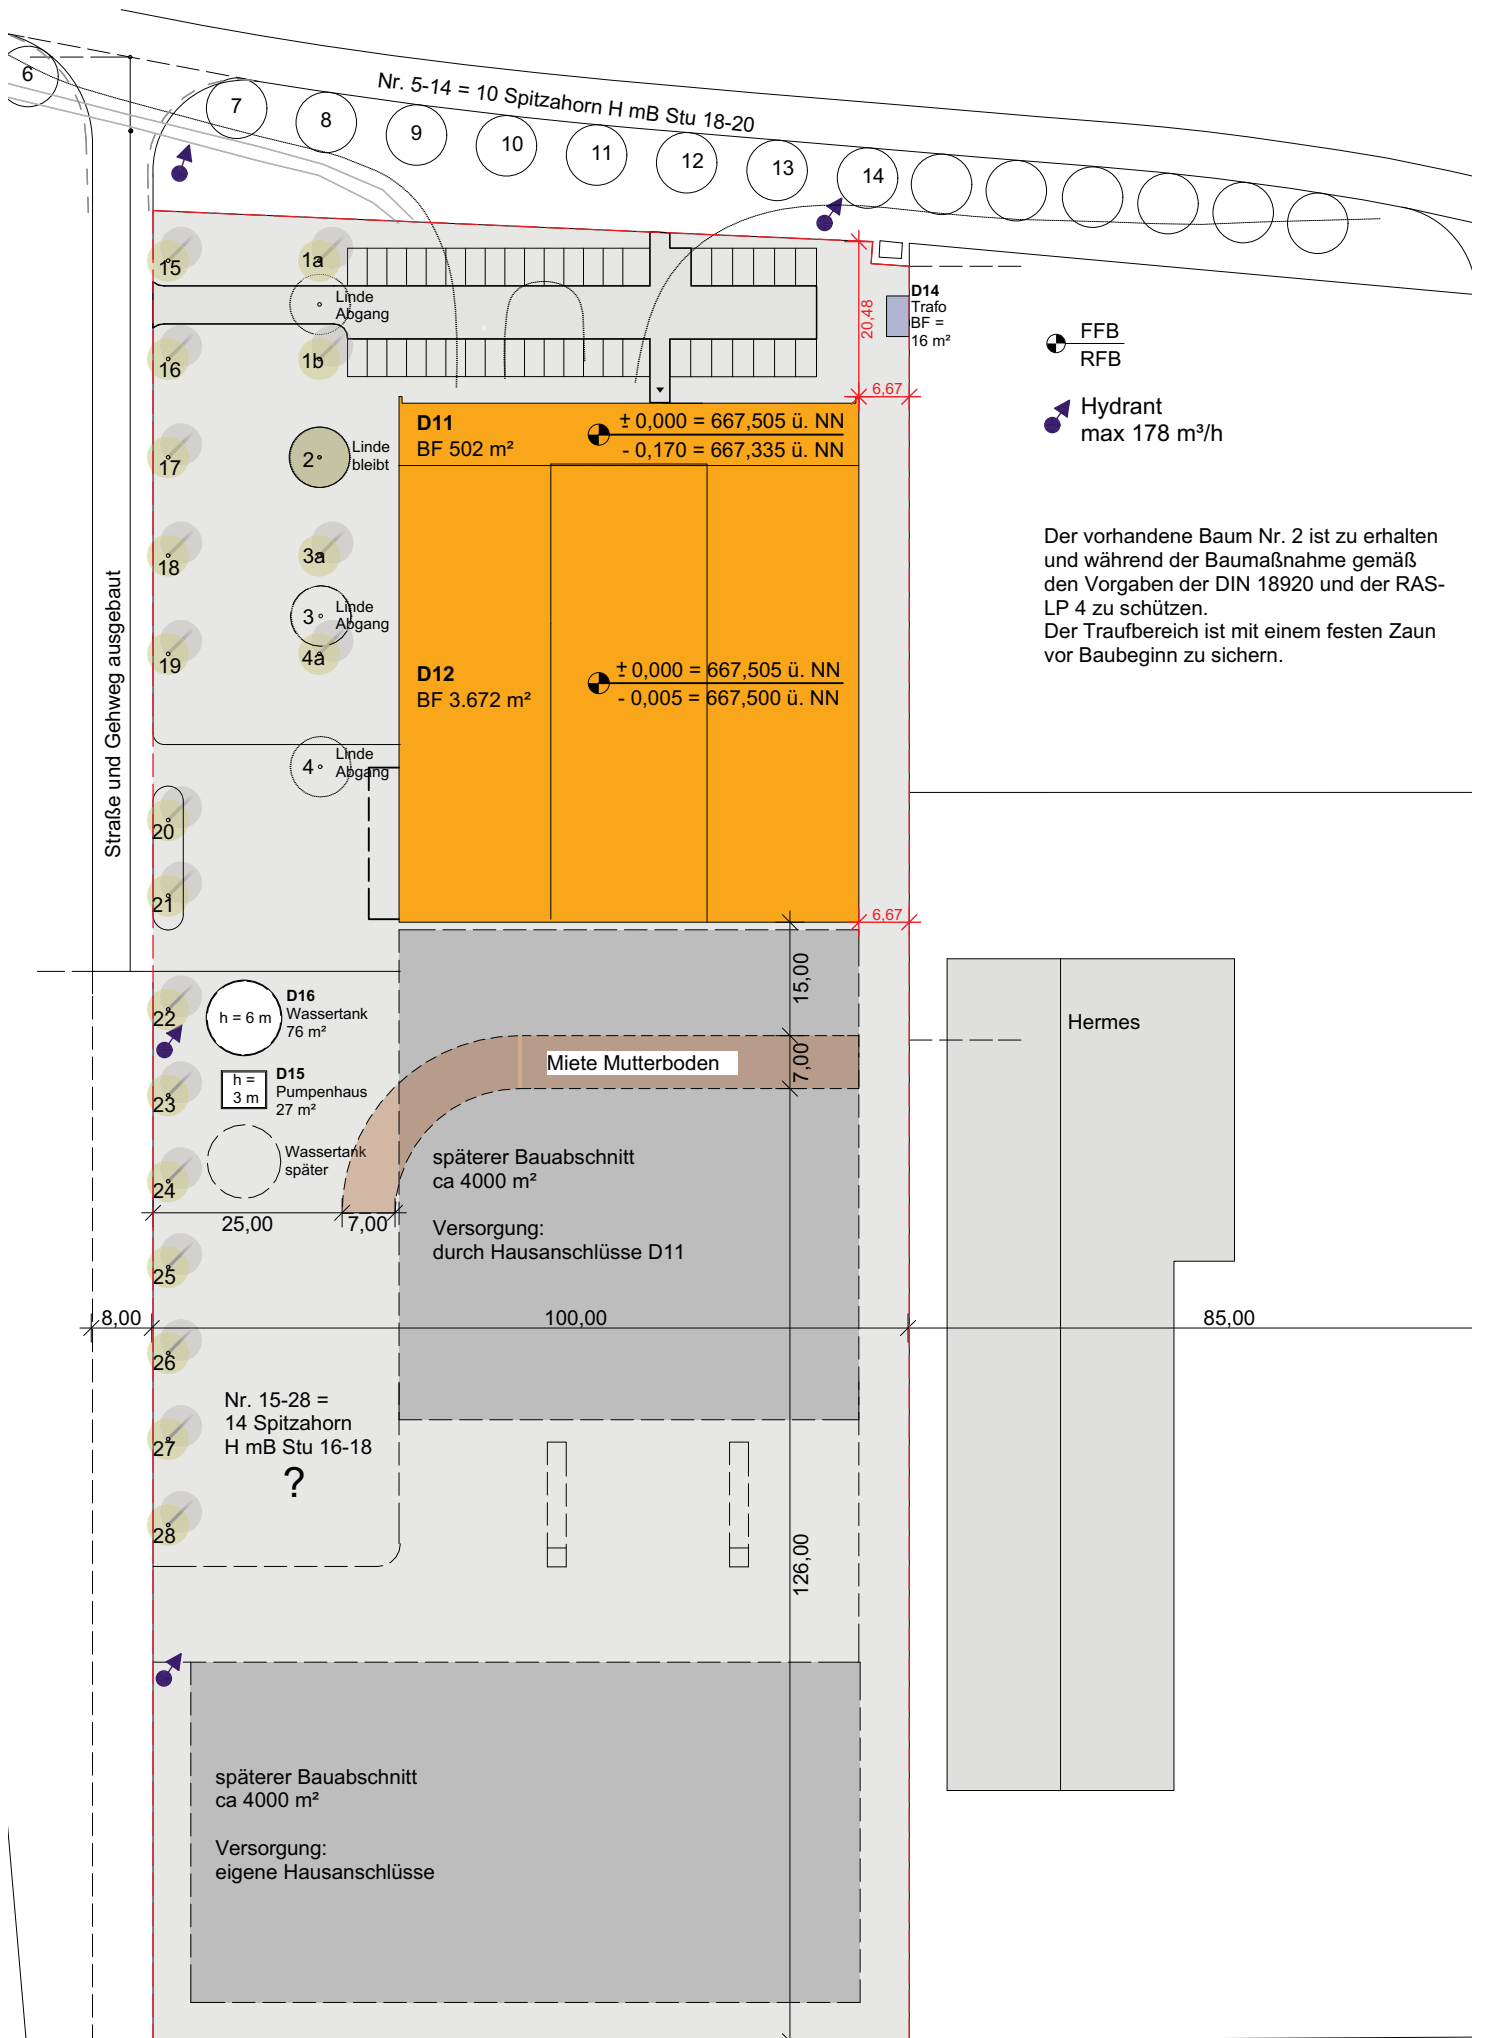 6
7
8
9
10
11
12
13
14
Nr. 5-14 = 10 Spitzahorn H mB Stu 18-20
15
1a
Linde
Abgang
16
1b
20,48
D14
Trafo
BF =
16 m²
FFB
RFB
6,67
Hydrant
max 178 m³/h
D11
BF 502 m²
± 0,000 = 667,505 ü. NN
- 0,170 = 667,335 ü. NN
17
2
Linde
bleibt
Der vorhandene Baum Nr. 2 ist zu erhalten
und während der Baumaßnahme gemäß
den Vorgaben der DIN 18920 und der RAS-
LP 4 zu schützen.
Der Traufbereich ist mit einem festen Zaun
vor Baubeginn zu sichern.
18
3a
3
Linde
Abgang
19
4a
Straße und Gehweg ausgebaut
D12
BF 3.672 m²
± 0,000 = 667,505 ü. NN
- 0,005 = 667,500 ü. NN
4
Linde
Abgang
20
21
6,67
15,00
22
h = 6 m
D16
Wassertank
76 m²
Hermes
Miete Mutterboden
7,00
23
h =
3 m
D15
Pumpenhaus
27 m²
Wassertank
später
24
25,00
7,00
späterer Bauabschnitt
ca 4000 m²
Versorgung:
durch Hausanschlüsse D11
25
8,00
100,00
85,00
26
Nr. 15-28 =
14 Spitzahorn
H mB Stu 16-18
?
27
28
126,00
späterer Bauabschnitt
ca 4000 m²
Versorgung:
eigene Hausanschlüsse